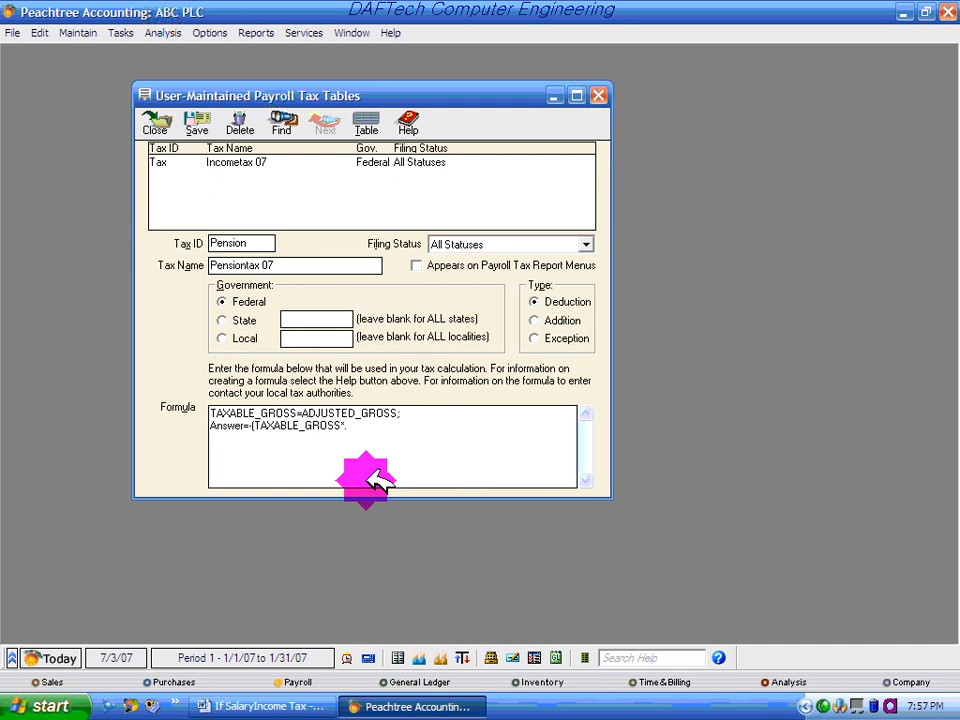 DAFTech Computer Engineering
Peachtree Accounting: ABC PLC
File Edit Maintain Tasks Analysis Options Reports Services Window Help
User-Maintained Payroll Tax Tables
Close Save Delete Find Next Table Help
Tax ID Tax Name Gov. Filing Status
Tax Incometax 07 Federal All Statuses
Tax ID Pension Filing Status All Statuses
Tax Name Pensiontax 07 Appears on Payroll Tax Report Menus
Government: Type:
Federal Deduction
State (leave blank for ALL states) Addition
Local (leave blank for ALL localities) Exception
Enter the formula below that will be used in your tax calculation. For information on
creating a formula select the Help button above. For information on the formula to enter
contact your local tax authorities.
Formula
TAXABLE_GROSS=ADJUSTED_GROSS;
Answer=-(TAXABLE_GROSS*.
Today 7/3/07 Period 1 - 1/1/07 to 1/31/07 Search Help
Sales Purchases Payroll General Ledger Inventory Time & Billing Analysis Company
start If SalaryIncome Tax -... Peachtree Accountin... 7:57 PM